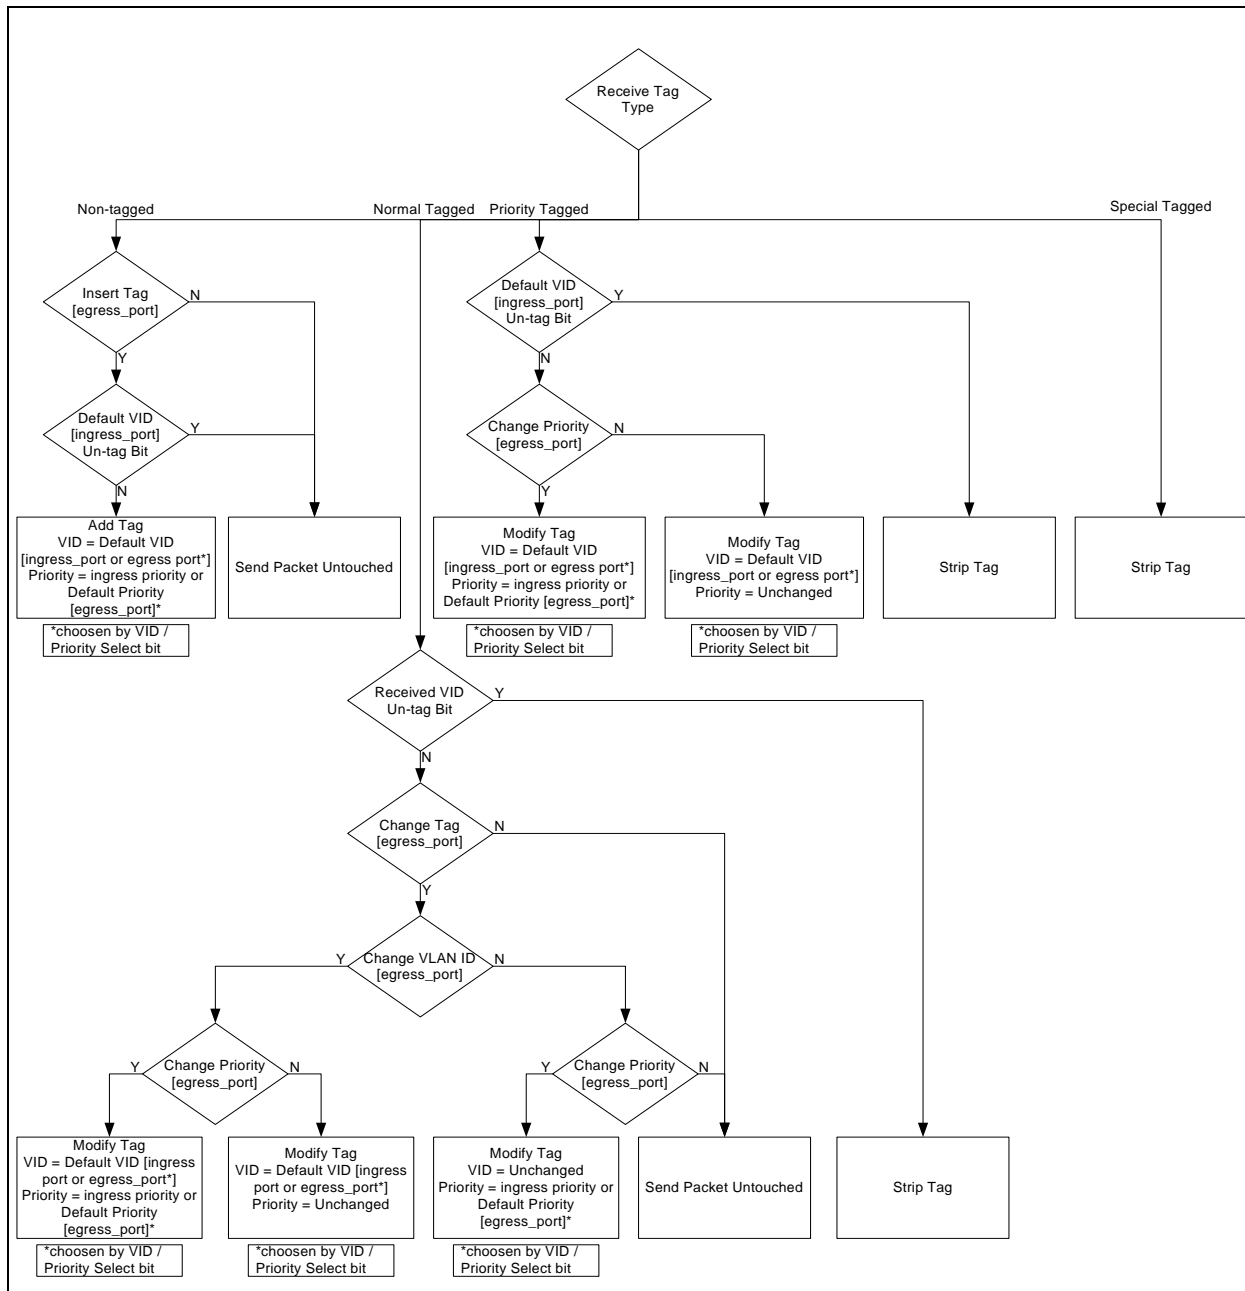 Receive Tag
Type
Non-tagged
Normal Tagged
Priority Tagged
Special Tagged
Insert Tag
[egress_port]
N
Y
Default VID
[ingress_port]
Un-tag Bit
Y
N
Default VID
[ingress_port]
Un-tag Bit
Y
N
Change Priority
[egress_port]
N
Y
Add Tag
VID = Default VID
[ingress_port or egress port*]
Priority = ingress priority or
Default Priority
[egress_port]*
*choosen by VID /
Priority Select bit
Send Packet Untouched
Modify Tag
VID = Default VID
[ingress_port or egress port*]
Priority = ingress priority or
Default Priority [egress_port]*
*choosen by VID /
Priority Select bit
Modify Tag
VID = Default VID
[ingress_port or egress port*]
Priority = Unchanged
*choosen by VID /
Priority Select bit
Strip Tag
Strip Tag
Received VID
Un-tag Bit
Y
N
Change Tag
[egress_port]
N
Y
Change VLAN ID
[egress_port]
Y
N
Change Priority
[egress_port]
Y
N
Change Priority
[egress_port]
Y
N
Modify Tag
VID = Default VID [ingress
port or egress_port*]
Priority = ingress priority or
Default Priority
[egress_port]*
*choosen by VID /
Priority Select bit
Modify Tag
VID = Default VID [ingress
port or egress_port*]
Priority = Unchanged
*choosen by VID /
Priority Select bit
Modify Tag
VID = Unchanged
Priority = ingress priority or
Default Priority
[egress_port]*
*choosen by VID /
Priority Select bit
Send Packet Untouched
Strip Tag